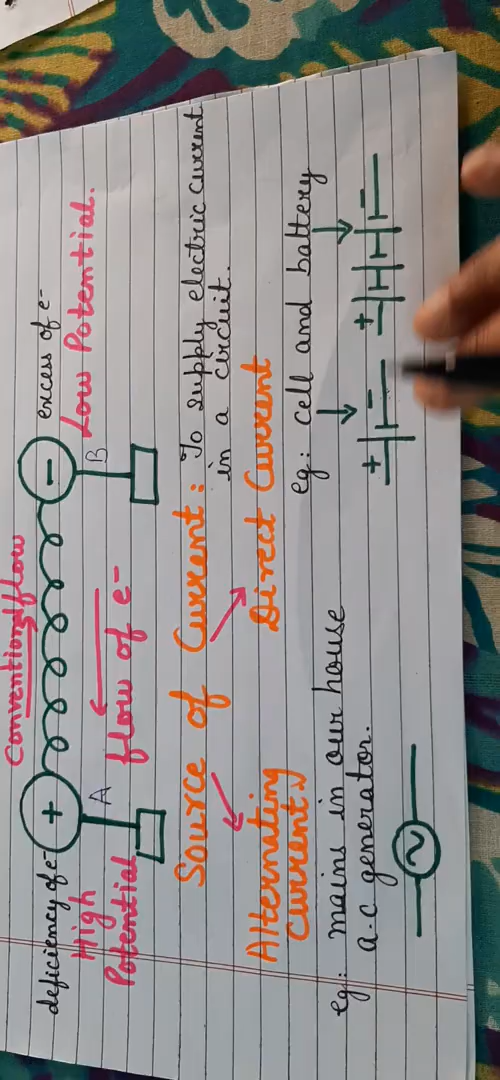 Conventional flow
+ −
deficiency of e- A B excess of e-
High Potential flow of e- Low Potential.
Source of Current: To supply electric current
in a circuit.
Alternating Current. Direct Current
eg: mains in our house
a.c generator.
eg: cell and battery
+ − + −
~